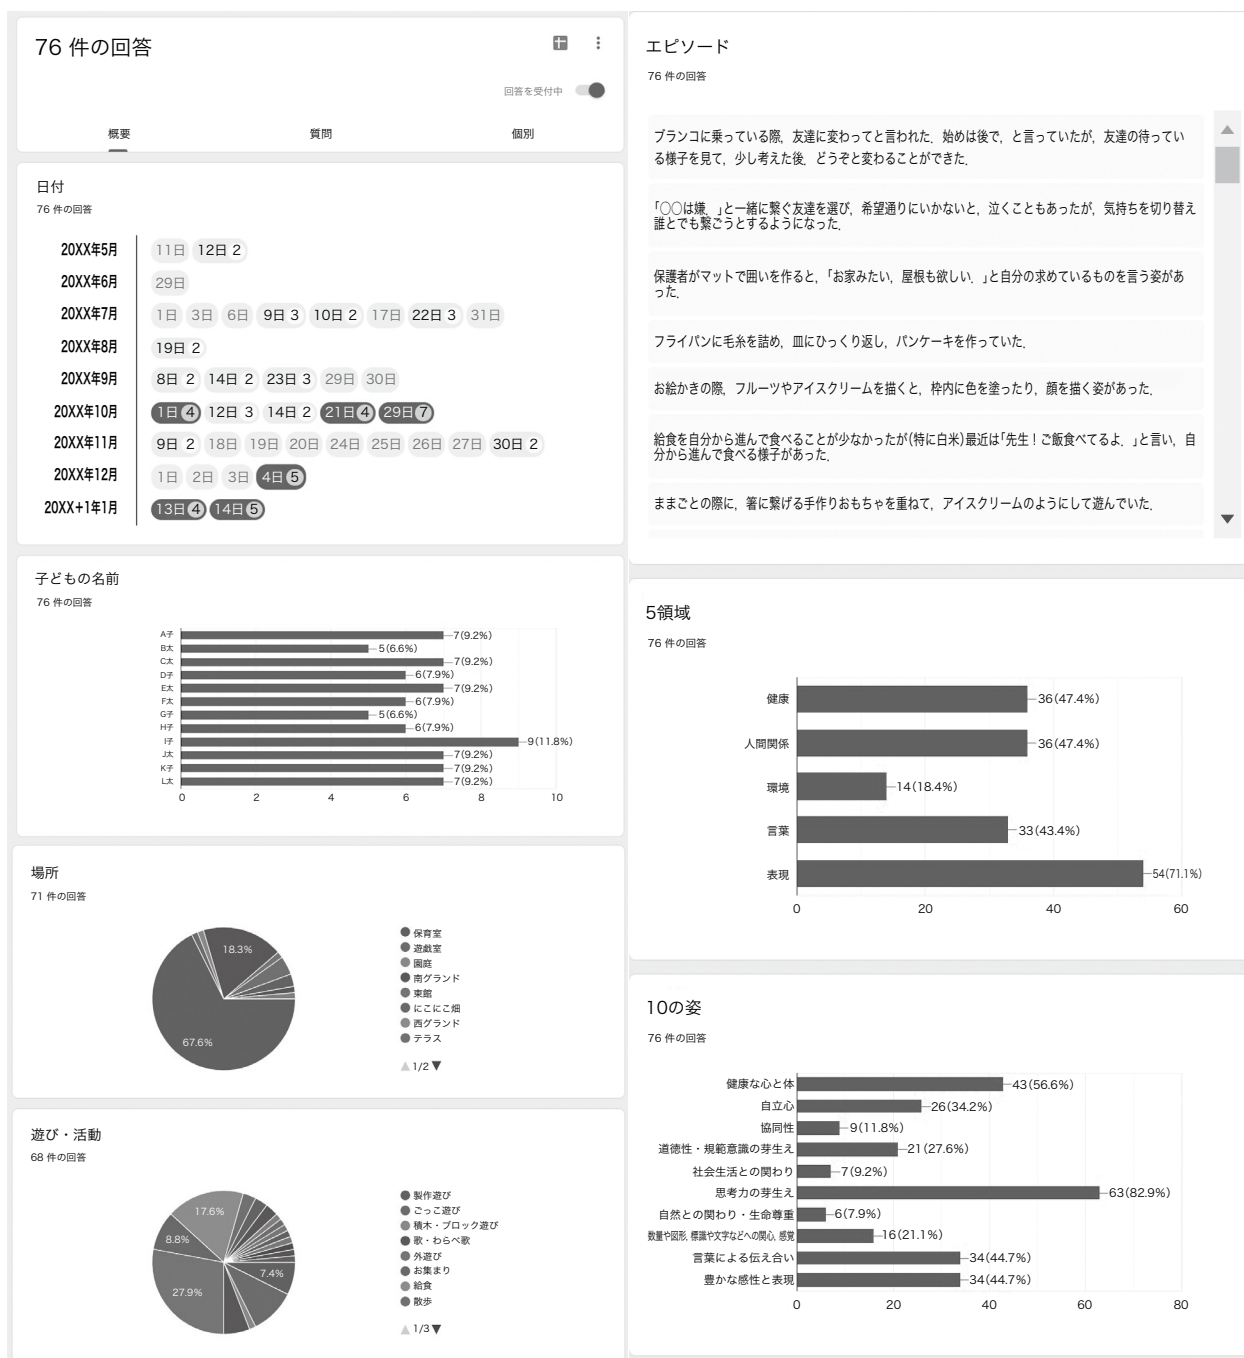 76 件の回答
回答を受付中
概要 質問 個別
日付
76 件の回答
20XX年5月 11日 12日 2
20XX年6月 29日
20XX年7月 1日 3日 6日 9日 3 10日 2 17日 22日 3 31日
20XX年8月 19日 2
20XX年9月 8日 2 14日 2 23日 3 29日 30日
20XX年10月 1日 4 12日 3 14日 2 21日 4 29日 7
20XX年11月 9日 2 18日 19日 20日 24日 25日 26日 27日 30日 2
20XX年12月 1日 2日 3日 4日 5
20XX+1年1月 13日 4 14日 5
子どもの名前
76 件の回答
A子 7(9.2%)
B太 5(6.6%)
C太 7(9.2%)
D子 6(7.9%)
E太 7(9.2%)
F太 6(7.9%)
G子 5(6.6%)
H子 6(7.9%)
I子 9(11.8%)
J太 7(9.2%)
K子 7(9.2%)
L太 7(9.2%)
0 2 4 6 8 10
場所
71 件の回答
18.3%
67.6%
保育室
遊戯室
園庭
南グランド
東館
にこにこ畑
西グランド
テラス
1/2
遊び・活動
68 件の回答
17.6%
8.8%
27.9%
7.4%
製作遊び
ごっこ遊び
積木・ブロック遊び
歌・わらべ歌
外遊び
お集まり
給食
散歩
1/3
エピソード
76 件の回答
ブランコに乗っている際，友達に変わってと言われた．始めは後で，と言っていたが，友達の待ってい
る様子を見て，少し考えた後．どうぞと変わることができた．
「○○は嫌．」と一緒に繋ぐ友達を選び，希望通りにいかないと，泣くこともあったが，気持ちを切り替え
誰とでも繋ごうとするようになった．
保護者がマットで囲いを作ると，「お家みたい，屋根も欲しい．」と自分の求めているものを言う姿があ
った．
フライパンに毛糸を詰め，皿にひっくり返し，パンケーキを作っていた．
お絵かきの際，フルーツやアイスクリームを描くと，枠内に色を塗ったり，顔を描く姿があった．
給食を自分から進んで食べることが少なかったが(特に白米)最近は「先生！ご飯食べてるよ．」と言い，自
分から進んで食べる様子があった．
ままごとの際に，箸に繋げる手作りおもちゃを重ねて，アイスクリームのようにして遊んでいた．
5領域
76 件の回答
健康 36(47.4%)
人間関係 36(47.4%)
環境 14(18.4%)
言葉 33(43.4%)
表現 54(71.1%)
0 20 40 60
10の姿
76 件の回答
健康な心と体 43(56.6%)
自立心 26(34.2%)
協同性 9(11.8%)
道徳性・規範意識の芽生え 21(27.6%)
社会生活との関わり 7(9.2%)
思考力の芽生え 63(82.9%)
自然との関わり・生命尊重 6(7.9%)
数量や図形，標識や文字などへの関心，感覚 16(21.1%)
言葉による伝え合い 34(44.7%)
豊かな感性と表現 34(44.7%)
0 20 40 60 80